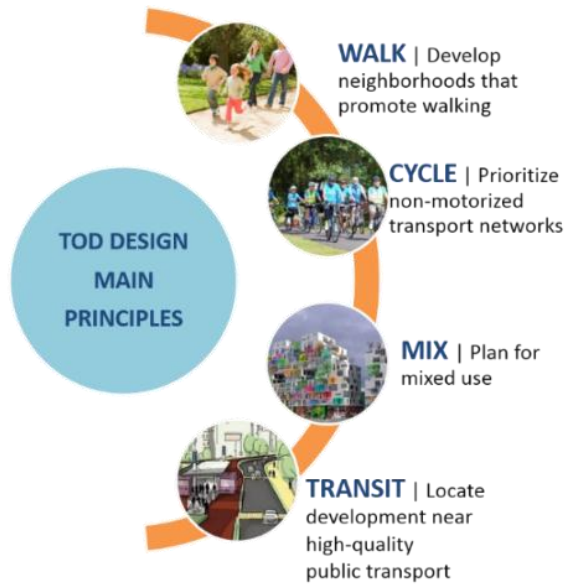 TOD DESIGN
MAIN
PRINCIPLES
WALK | Develop
neighborhoods that
promote walking
CYCLE | Prioritize
non-motorized
transport networks
MIX | Plan for
mixed use
TRANSIT | Locate
development near
high-quality
public transport